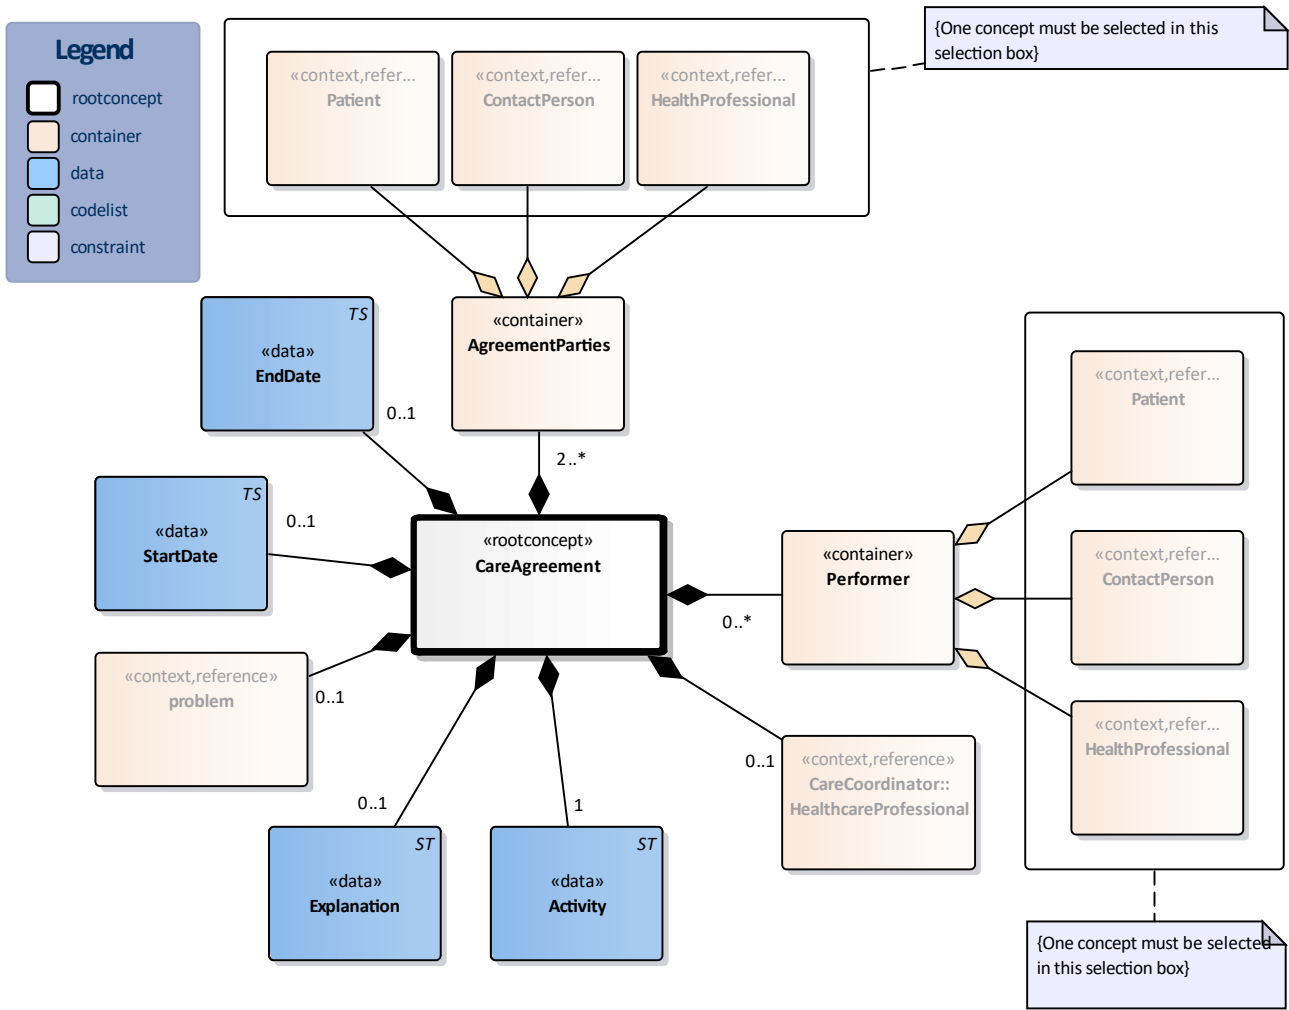 Legend
rootconcept
container
data
codelist
constraint
{One concept must be selected in this
selection box}
«context,refer...
Patient
«context,refer...
ContactPerson
«context,refer...
HealthProfessional
TS
«data»
EndDate
0..1
«container»
AgreementParties
2..*
TS
«data»
StartDate
0..1
«rootconcept»
CareAgreement
«container»
Performer
0..*
«context,refer...
Patient
«context,refer...
ContactPerson
«context,refer...
HealthProfessional
«context,reference»
problem
0..1
0..1
«context,reference»
CareCoordinator::
HealthcareProfessional
0..1
ST
«data»
Explanation
1
ST
«data»
Activity
{One concept must be selected
in this selection box}